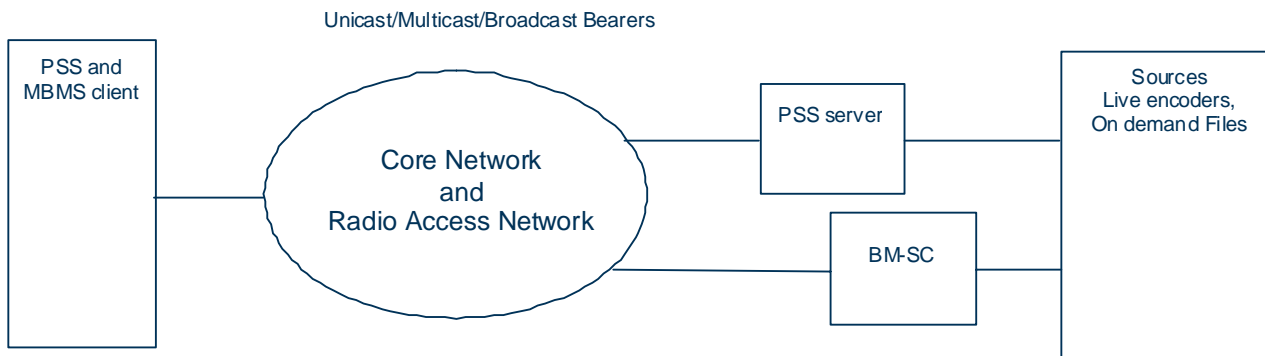 Unicast/Multicast/Broadcast Bearers
PSS and
MBMS client
Core Network
and
Radio Access Network
PSS server
BM-SC
Sources
Live encoders,
On demand Files